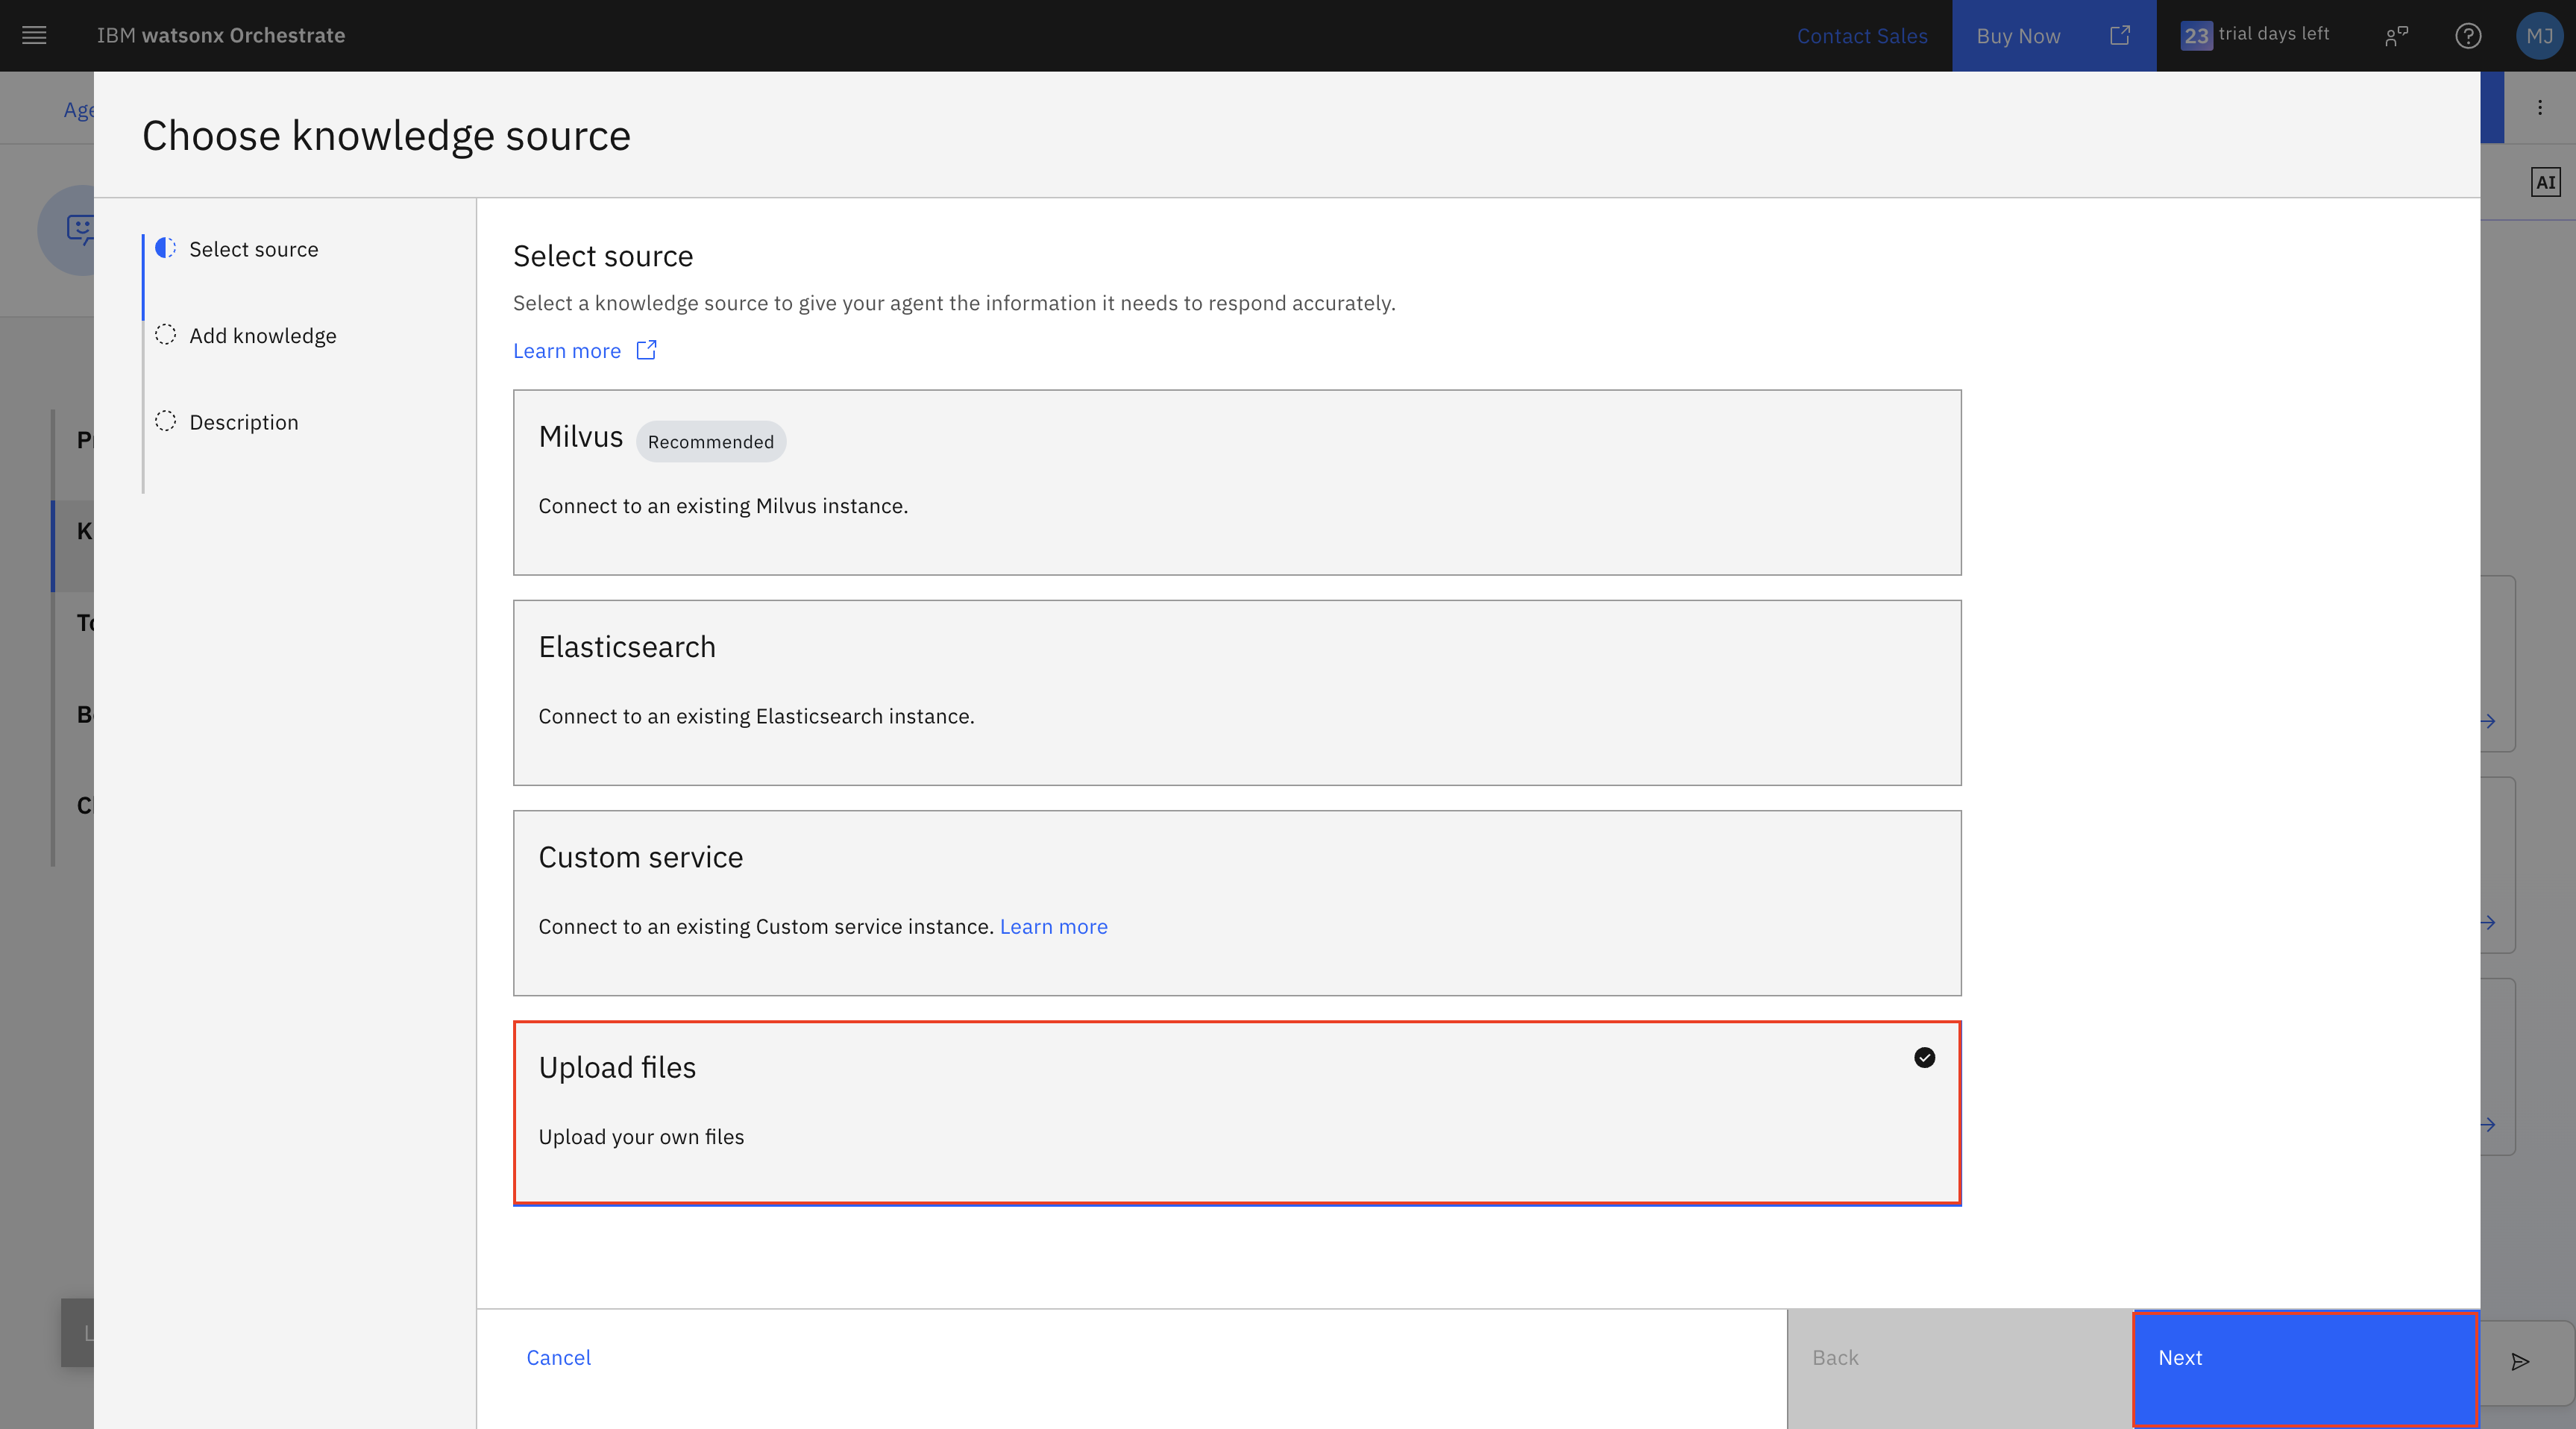 IBM watsonx Orchestrate
Contact Sales
Buy Now
23 trial days left
MJ
Age
Choose knowledge source
AI
Select source
Add knowledge
Description
Select source
Select a knowledge source to give your agent the information it needs to respond accurately.
Learn more
Milvus Recommended
Connect to an existing Milvus instance.
Elasticsearch
Connect to an existing Elasticsearch instance.
Custom service
Connect to an existing Custom service instance. Learn more
Upload files
Upload your own files
Cancel
Back
Next